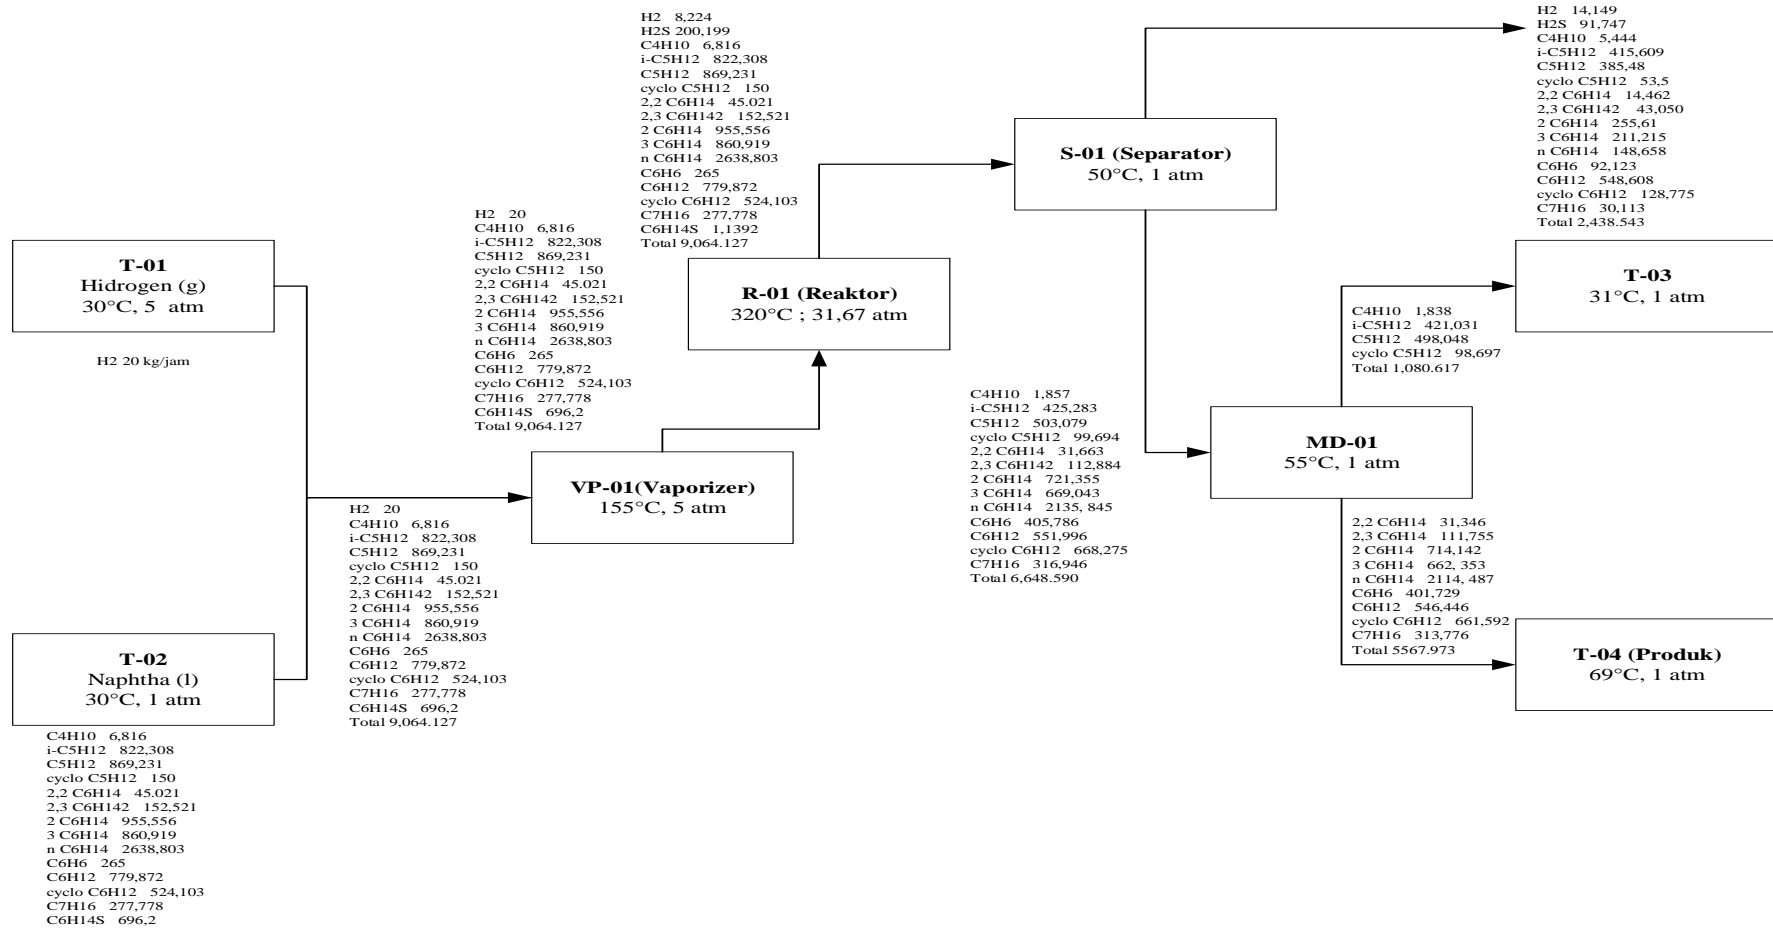 T-01
Hidrogen (g)
30°C, 5  atm
H2 20 kg/jam
T-02
Naphtha (l)
30°C, 1 atm
C4H10   6,816
i-C5H12   822,308
C5H12   869,231
cyclo C5H12   150
2,2 C6H14   45.021
2,3 C6H142   152,521
2 C6H14   955,556
3 C6H14   860,919
n C6H14   2638,803
C6H6   265
C6H12   779,872
cyclo C6H12   524,103
C7H16   277,778
C6H14S   696,2
H2   20
C4H10   6,816
i-C5H12   822,308
C5H12   869,231
cyclo C5H12   150
2,2 C6H14   45.021
2,3 C6H142   152,521
2 C6H14   955,556
3 C6H14   860,919
n C6H14   2638,803
C6H6   265
C6H12   779,872
cyclo C6H12   524,103
C7H16   277,778
C6H14S   696,2
Total 9,064.127
VP-01(Vaporizer)
155°C, 5 atm
H2   20
C4H10   6,816
i-C5H12   822,308
C5H12   869,231
cyclo C5H12   150
2,2 C6H14   45.021
2,3 C6H142   152,521
2 C6H14   955,556
3 C6H14   860,919
n C6H14   2638,803
C6H6   265
C6H12   779,872
cyclo C6H12   524,103
C7H16   277,778
C6H14S   696,2
Total 9,064.127
R-01 (Reaktor)
320°C ; 31,67 atm
H2   8,224
H2S 200,199
C4H10   6,816
i-C5H12   822,308
C5H12   869,231
cyclo C5H12   150
2,2 C6H14   45.021
2,3 C6H142   152,521
2 C6H14   955,556
3 C6H14   860,919
n C6H14   2638,803
C6H6   265
C6H12   779,872
cyclo C6H12   524,103
C7H16   277,778
C6H14S   1,1392
Total 9,064.127
S-01 (Separator)
50°C, 1 atm
H2   14,149
H2S   91,747
C4H10   5,444
i-C5H12   415,609
C5H12   385,48
cyclo C5H12   53,5
2,2 C6H14   14,462
2,3 C6H142   43,050
2 C6H14   255,61
3 C6H14   211,215
n C6H14   148,658
C6H6   92,123
C6H12   548,608
cyclo C6H12   128,775
C7H16   30,113
Total 2,438.543
C4H10   1,857
i-C5H12   425,283
C5H12   503,079
cyclo C5H12   99,694
2,2 C6H14   31,663
2,3 C6H142   112,884
2 C6H14   721,355
3 C6H14   669,043
n C6H14   2135, 845
C6H6   405,786
C6H12   551,996
cyclo C6H12   668,275
C7H16   316,946
Total 6,648.590
MD-01
55°C, 1 atm
C4H10   1,838
i-C5H12   421,031
C5H12   498,048
cyclo C5H12   98,697
Total 1,080.617
T-03
31°C, 1 atm
2,2 C6H14   31,346
2,3 C6H14   111,755
2 C6H14   714,142
3 C6H14   662, 353
n C6H14   2114, 487
C6H6   401,729
C6H12   546,446
cyclo C6H12   661,592
C7H16   313,776
Total 5567.973
T-04 (Produk)
69°C, 1 atm